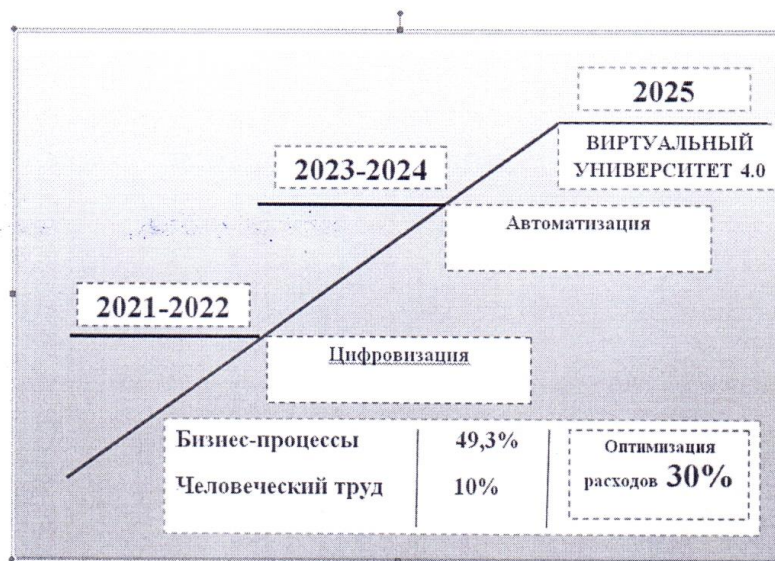 2025
ВИРТУАЛЬНЫЙ
УНИВЕРСИТЕТ 4.0
2023-2024
Автоматизация
2021-2022
Цифровизация
Бизнес-процессы 49,3%
Человеческий труд 10%
Оптимизация
расходов 30%